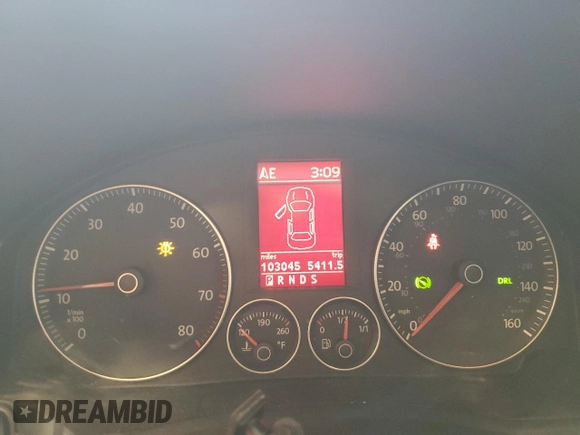 AE 3:09
miles trip
103045 5411.5
PRNDS
0 10 20 30 40 50 60 70 80
1/min
x 100
130 190 260
°F
0 1/2 1/1
0 20 40 60 80 100 120 140 160
mph
km/h
DRL
DREAMBID